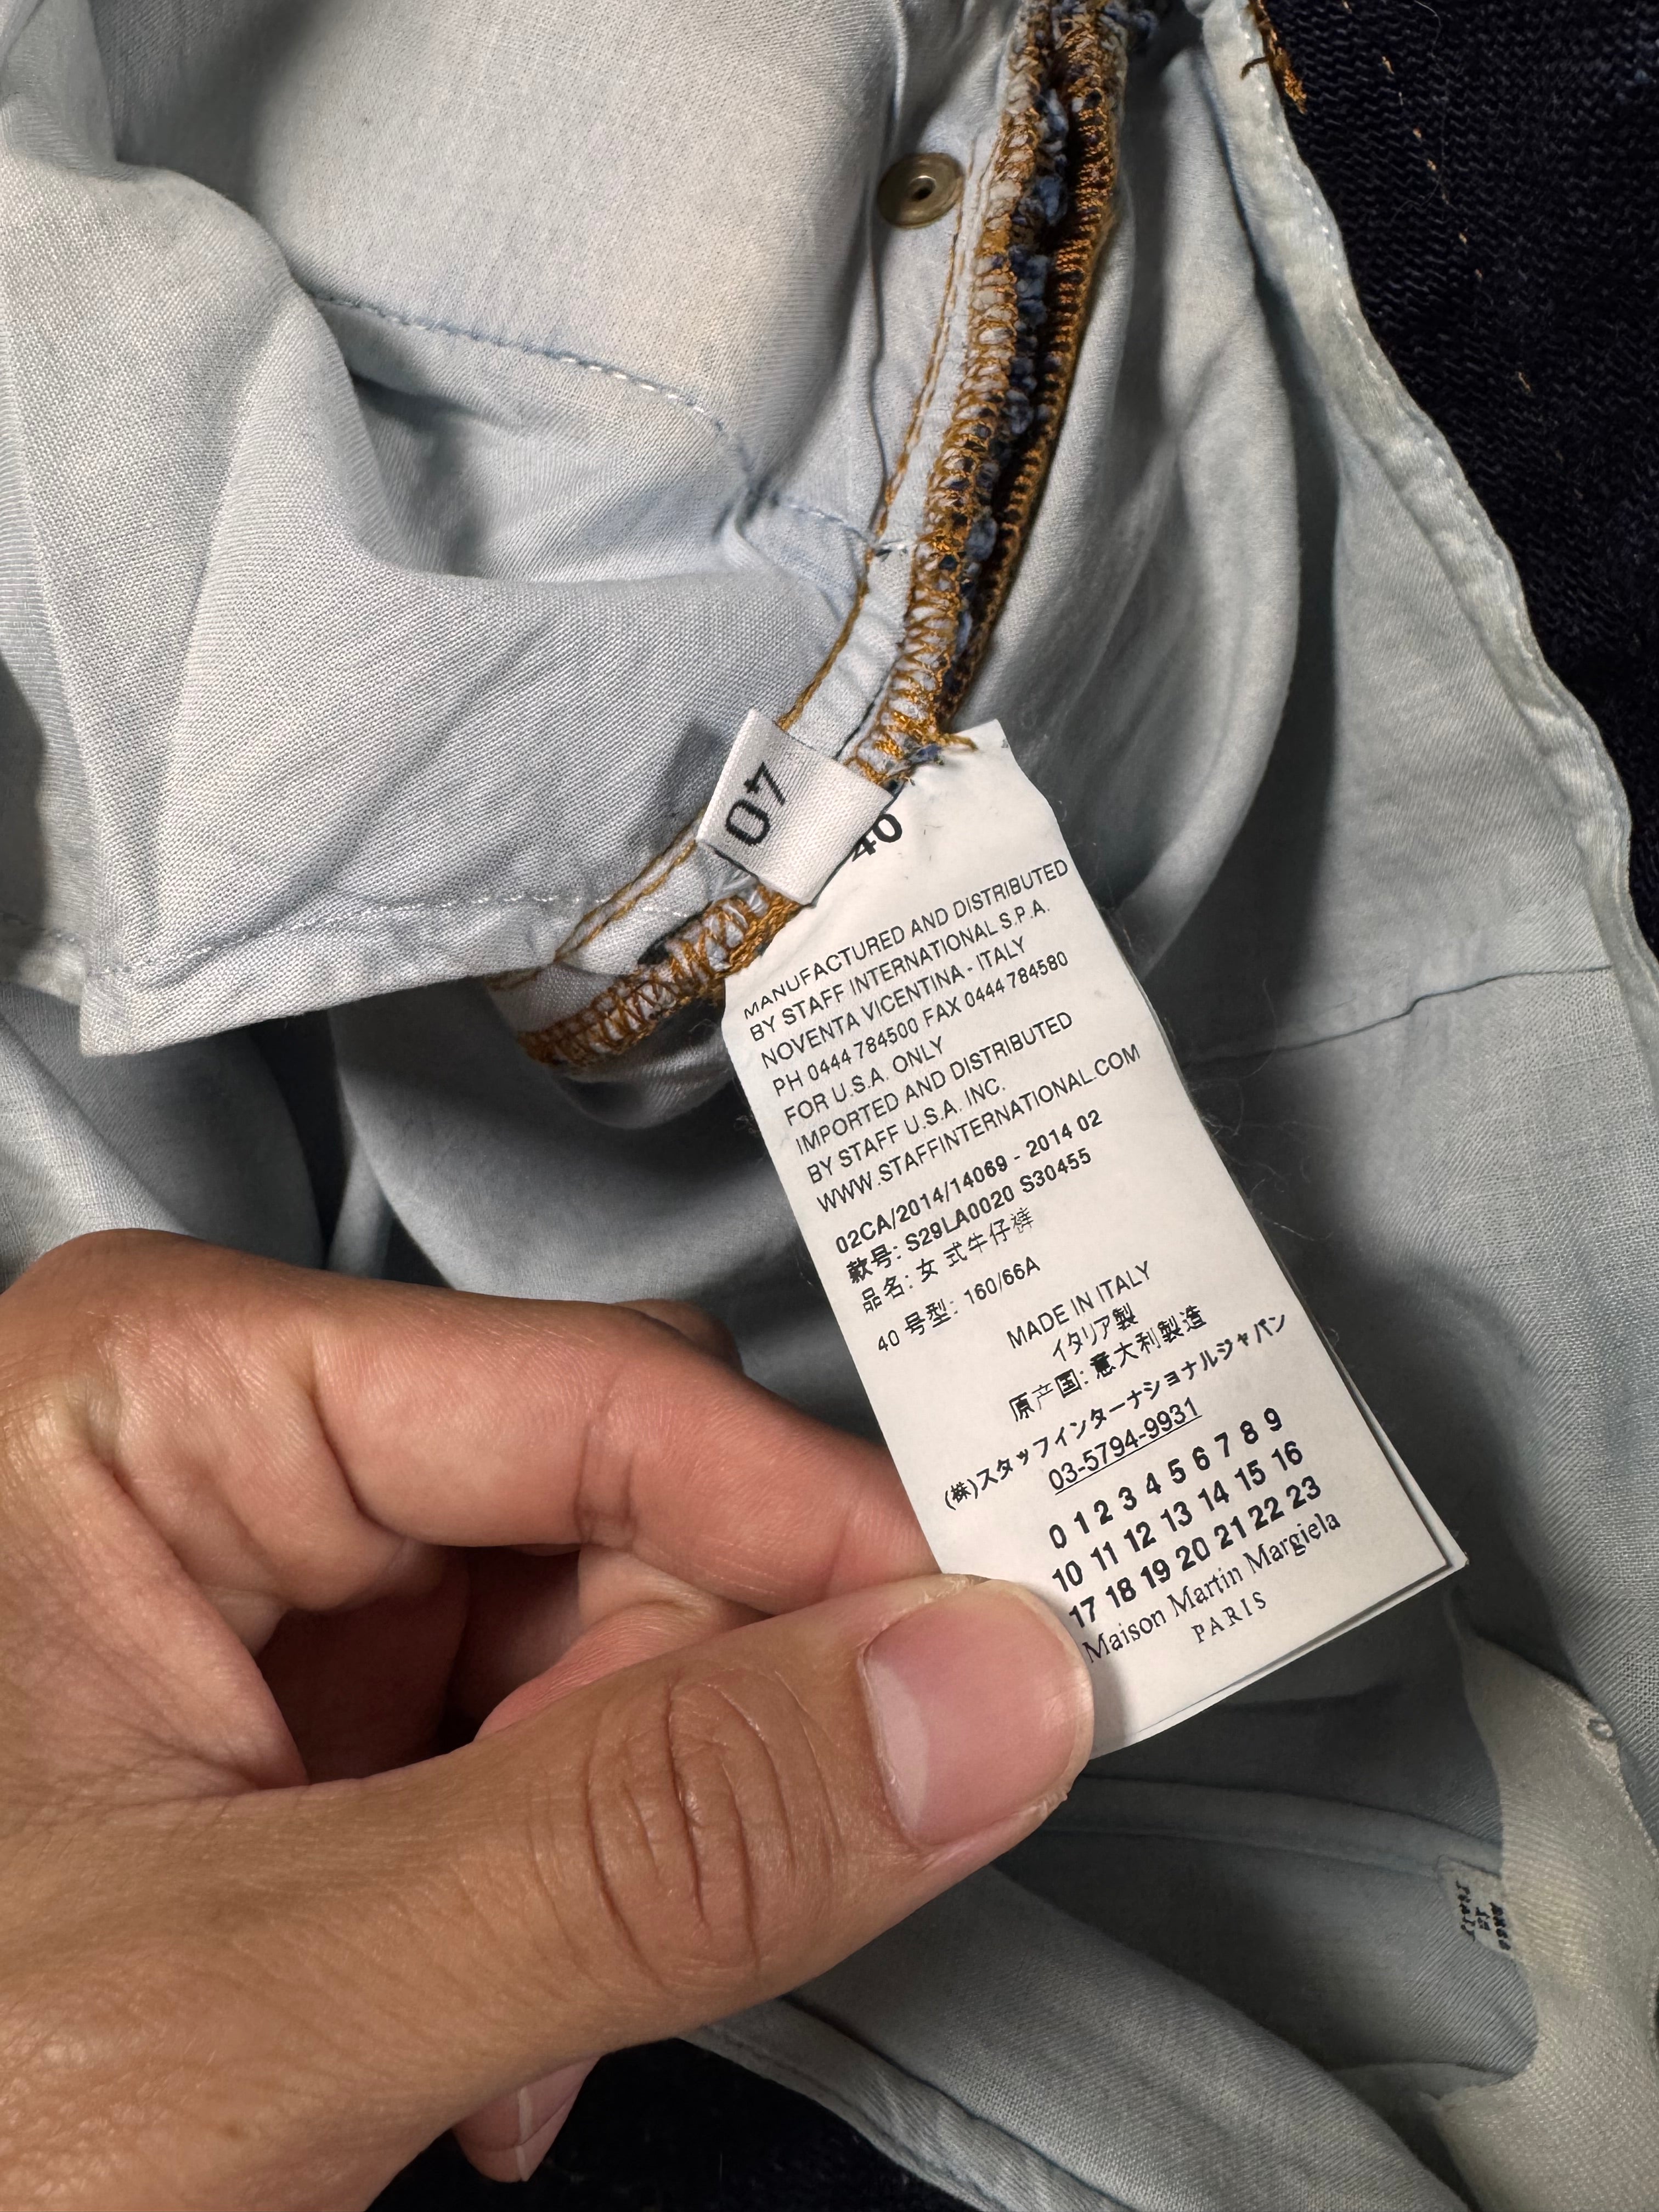 40
40
MANUFACTURED AND DISTRIBUTED
BY STAFF INTERNATIONAL S.P.A.
NOVENTA VICENTINA - ITALY
PH 0444 784500 FAX 0444 784580
FOR U.S.A. ONLY
IMPORTED AND DISTRIBUTED
BY STAFF U.S.A. INC.
WWW.STAFFINTERNATIONAL.COM
02CA/2014/14069 - 2014 02
款号: S29LA0020 S30455
品名: 女式牛仔裤
40 号型: 160/66A
MADE IN ITALY
イタリア製
原产国: 意大利製造
(株)スタッフインターナショナルジャパン
03-5794-9931
0 1 2 3 4 5 6 7 8 9
10 11 12 13 14 15 16
17 18 19 20 21 22 23
Maison Martin Margiela
PARIS